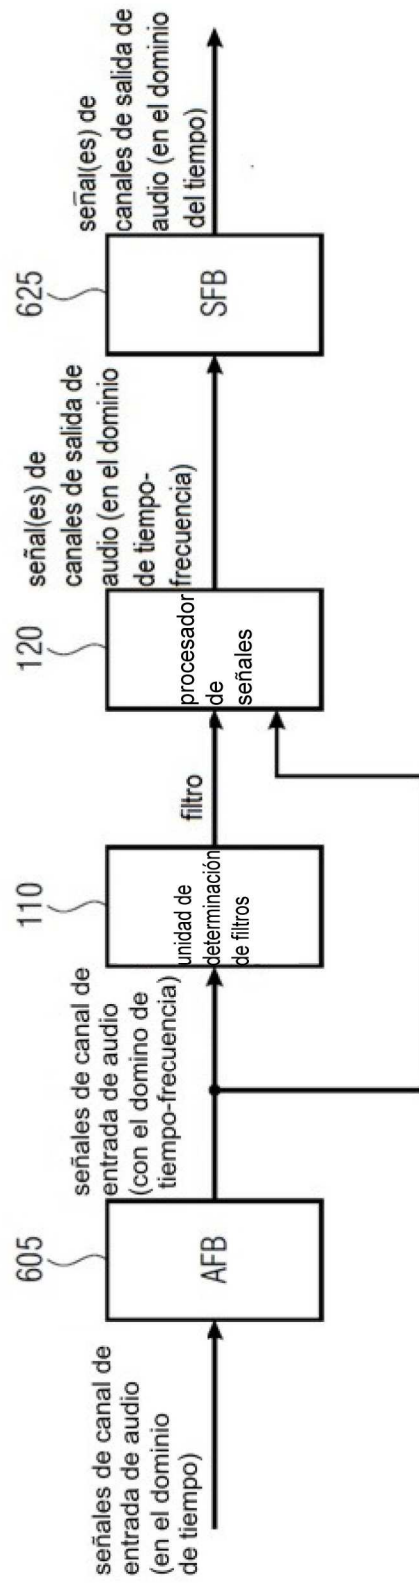 señales de canal de
entrada de audio
(en el dominio
de tiempo)
605
AFB
señales de canal de
entrada de audio
(con el domino de
tiempo-frecuencia)
110
unidad de
determinación
de filtros
filtro
120
procesador
de
señales
señal(es) de
canales de salida de
audio (en el dominio
de tiempo-
frecuencia)
625
SFB
señal(es) de
canales de salida de
audio (en el dominio
del tiempo)